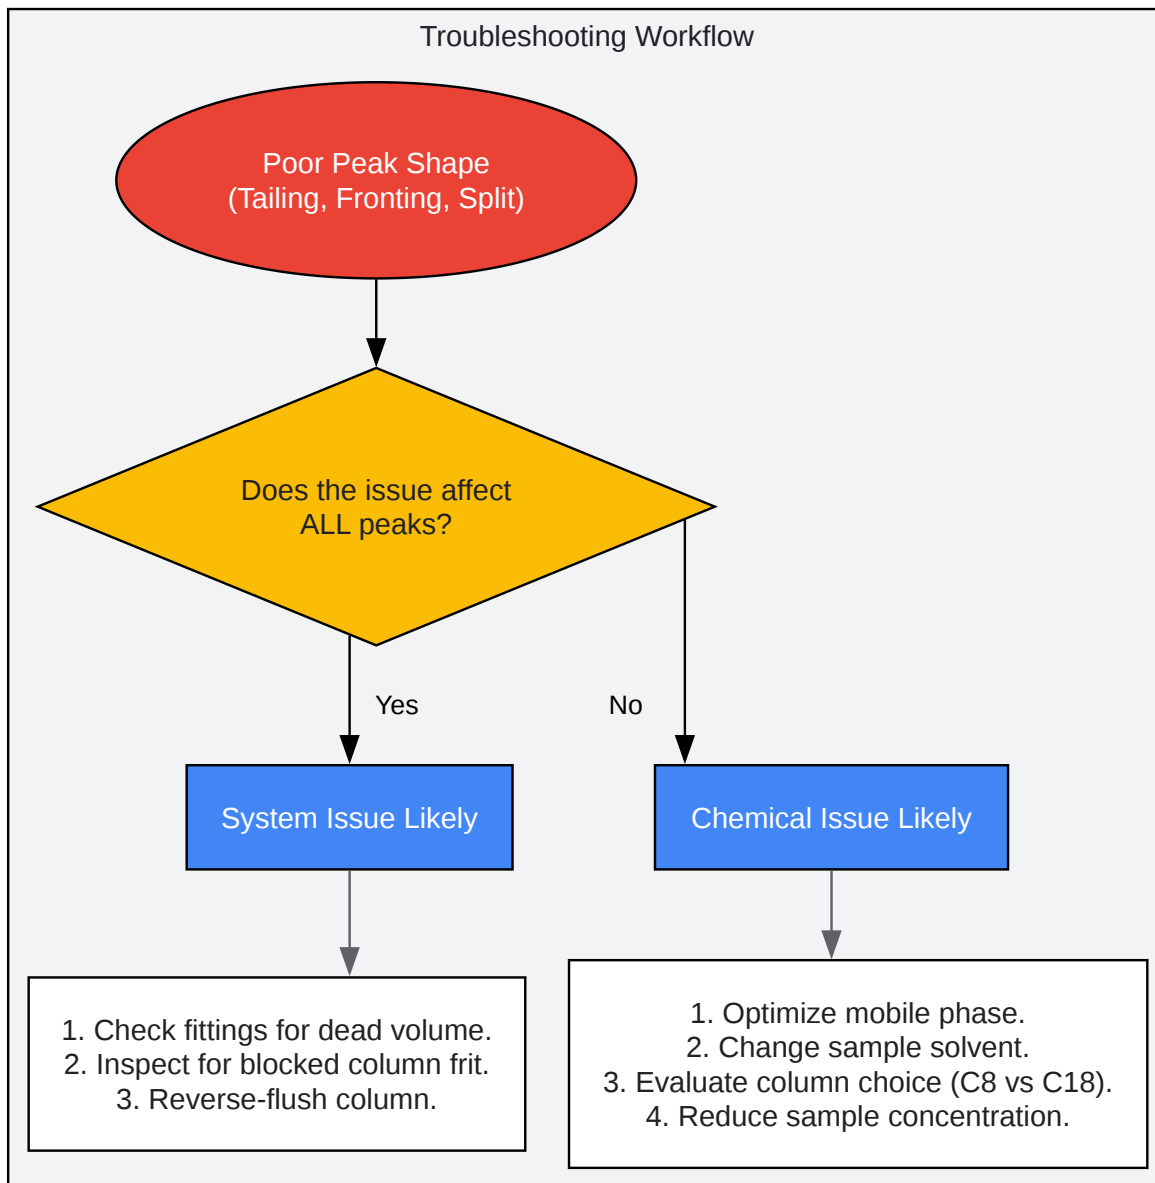 Troubleshooting Workflow
Poor Peak Shape
(Tailing, Fronting, Split)
Does the issue affect
ALL peaks?
Yes
No
System Issue Likely
Chemical Issue Likely
1. Check fittings for dead volume.
2. Inspect for blocked column frit.
3. Reverse-flush column.
1. Optimize mobile phase.
2. Change sample solvent.
3. Evaluate column choice (C8 vs C18).
4. Reduce sample concentration.